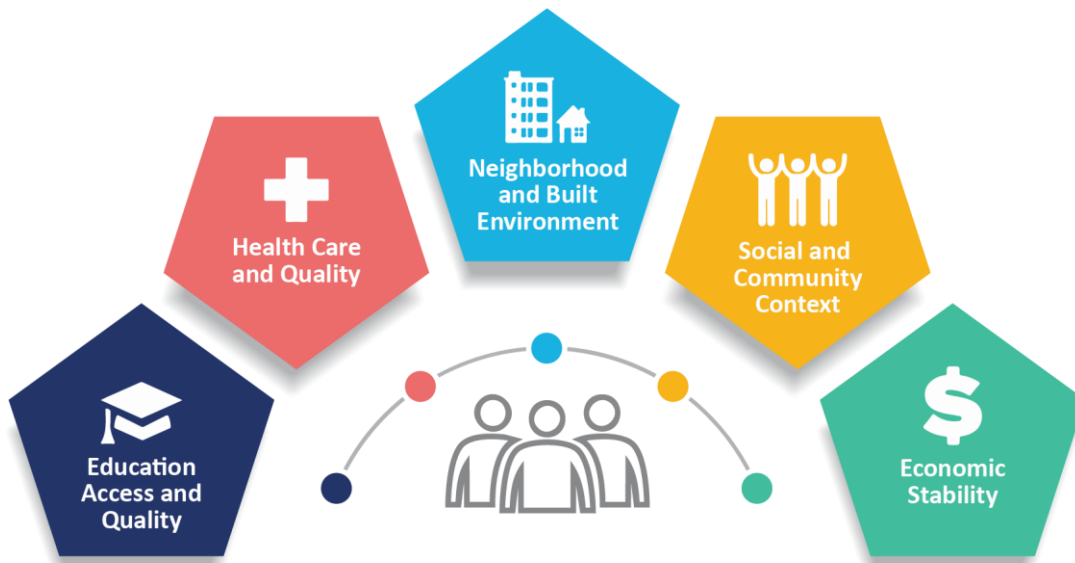 Education
Access and
Quality
Health Care
and Quality
Neighborhood
and Built
Environment
Social and
Community
Context
$
Economic
Stability